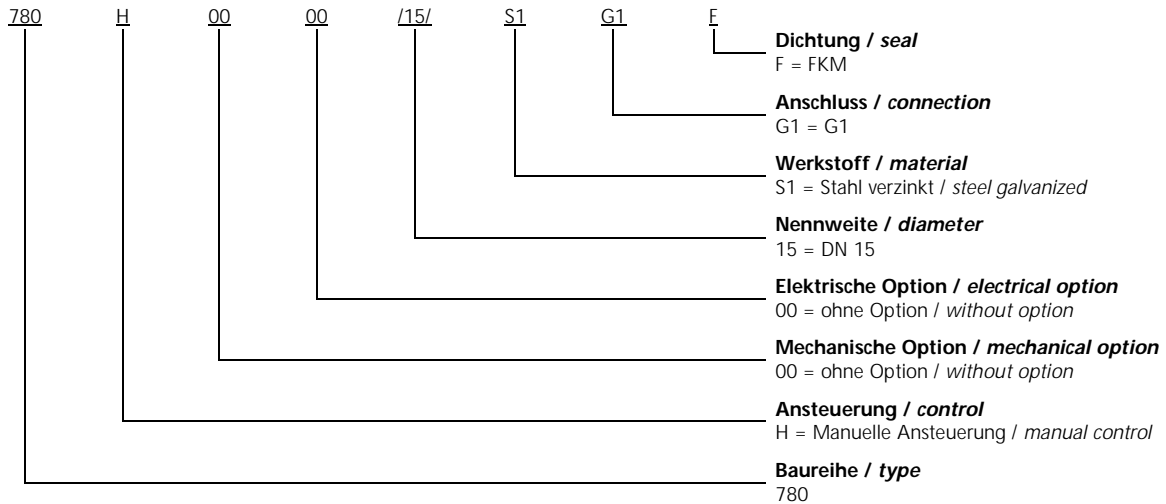 780 H 00 00 /15/ S1 G1 F
Dichtung / seal
F = FKM
Anschluss / connection
G1 = G1
Werkstoff / material
S1 = Stahl verzinkt / steel galvanized
Nennweite / diameter
15 = DN 15
Elektrische Option / electrical option
00 = ohne Option / without option
Mechanische Option / mechanical option
00 = ohne Option / without option
Ansteuerung / control
H = Manuelle Ansteuerung / manual control
Baureihe / type
780